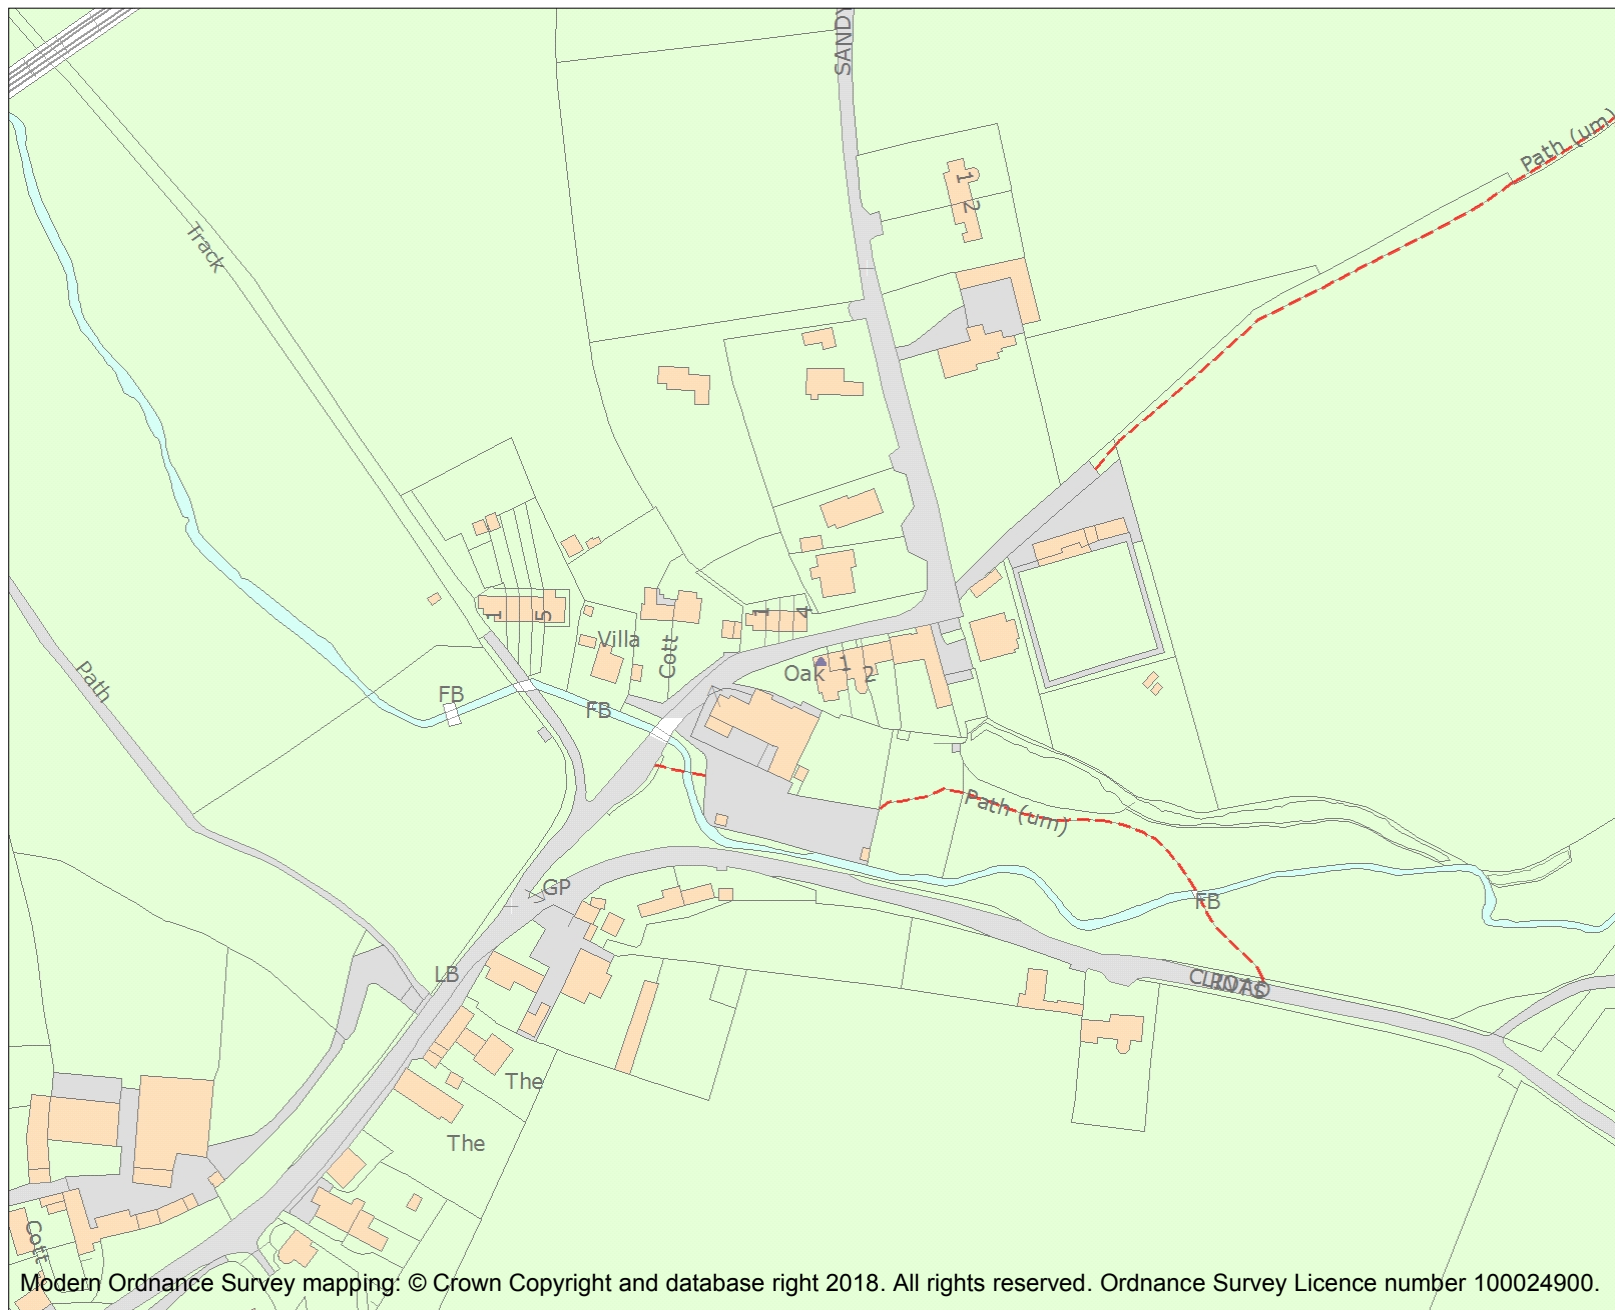 SANDY
Path (um)
1
2
Track
1
5
Villa
Cott
1
4
Oak
1
2
Path
FB
FB
Path (um)
GP
FB
LB
The
The
Cott
Modern Ordnance Survey mapping: © Crown Copyright and database right 2018. All rights reserved. Ordnance Survey Licence number 100024900.